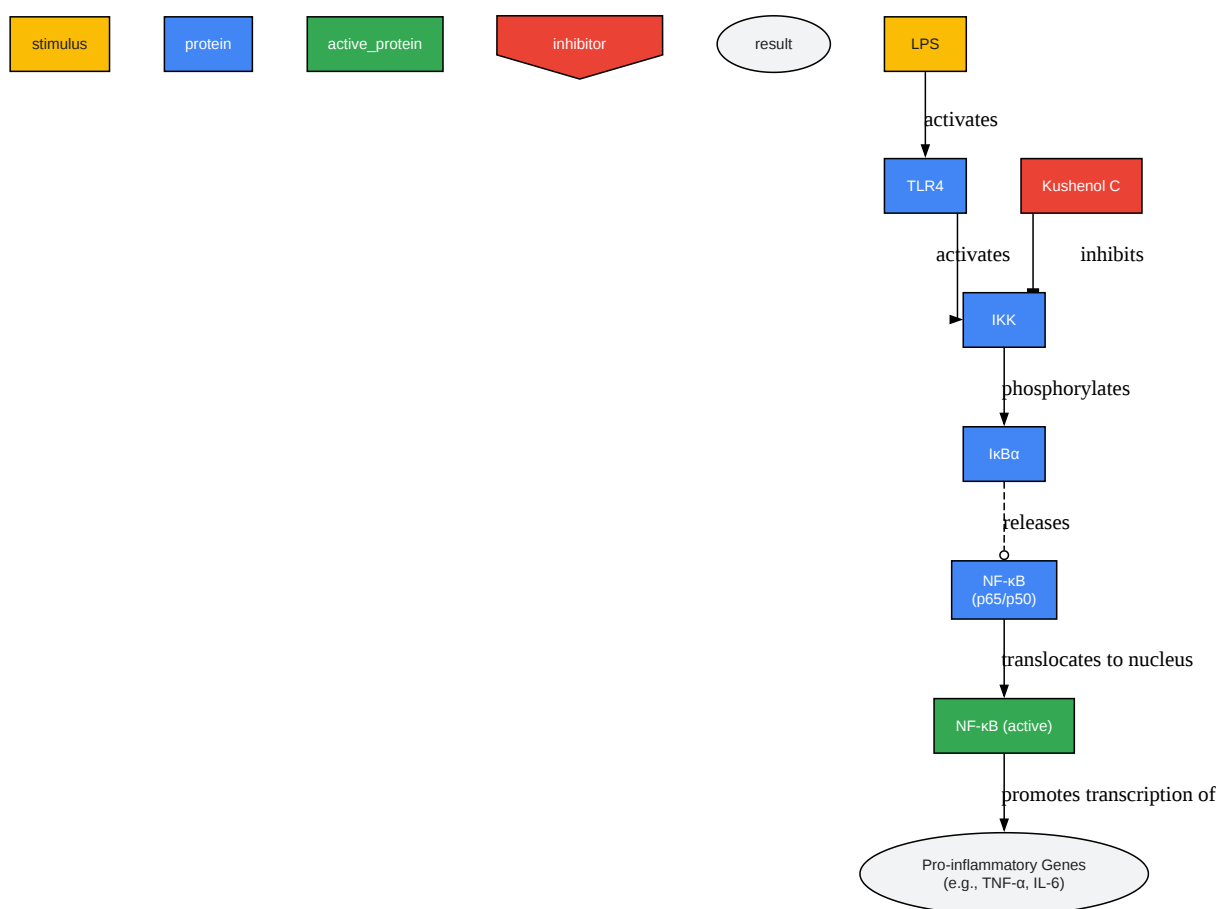 stimulus
protein
active_protein
inhibitor
result
LPS
activates
TLR4
Kushenol C
activates
inhibits
IKK
phosphorylates
IκBα
releases
NF-κB
(p65/p50)
translocates to nucleus
NF-κB (active)
promotes transcription of
Pro-inflammatory Genes
(e.g., TNF-α, IL-6)